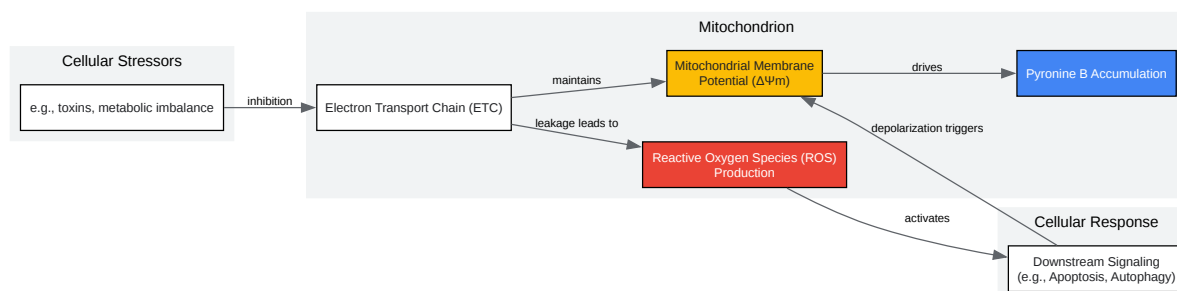 Cellular Stressors
e.g., toxins, metabolic imbalance
inhibition
Mitochondrion
Electron Transport Chain (ETC)
maintains
leakage leads to
Mitochondrial Membrane
Potential (ΔΨm)
drives
Pyronine B Accumulation
Reactive Oxygen Species (ROS)
Production
depolarization triggers
activates
Cellular Response
Downstream Signaling
(e.g., Apoptosis, Autophagy)